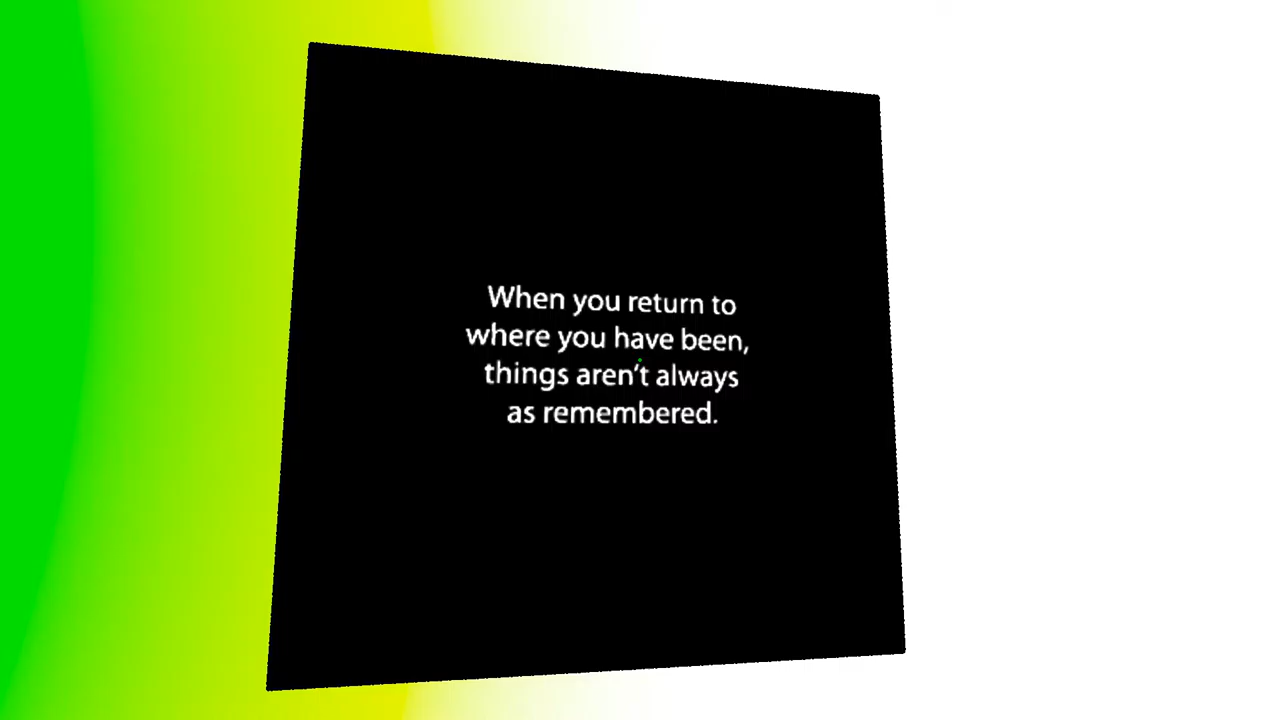 When you return to
where you have been,
things aren't always
as remembered.